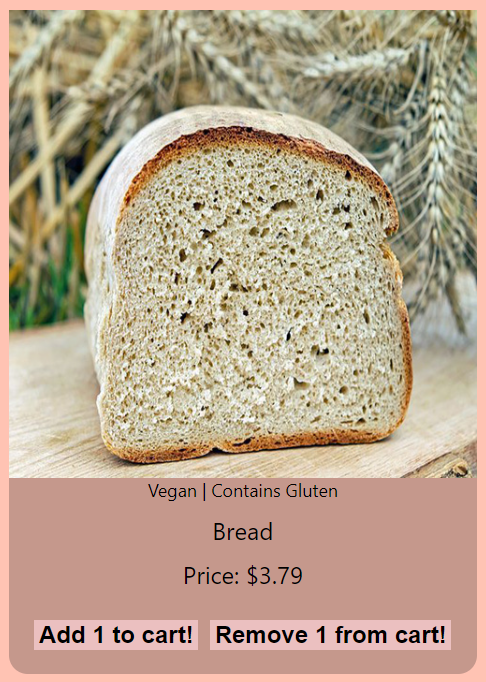 Vegan | Contains Gluten
Bread
Price: $3.79
Add 1 to cart! Remove 1 from cart!